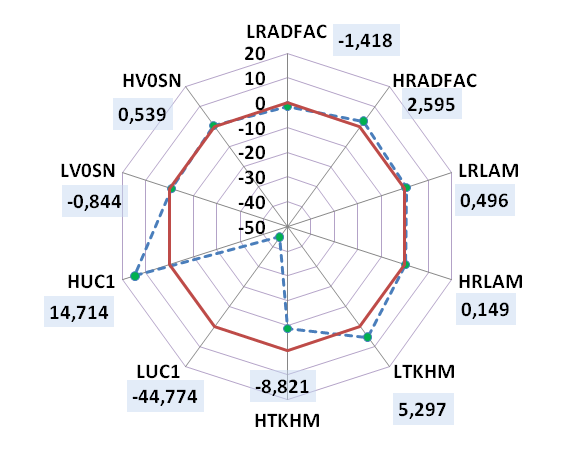 LRADFAC
-1,418
20
10
0
-10
-20
-30
-40
-50
HV0SN
0,539
HRADFAC
2,595
LV0SN
-0,844
LRLAM
0,496
HUC1
14,714
HRLAM
0,149
LUC1
-44,774
-8,821
HTKHM
LTKHM
5,297